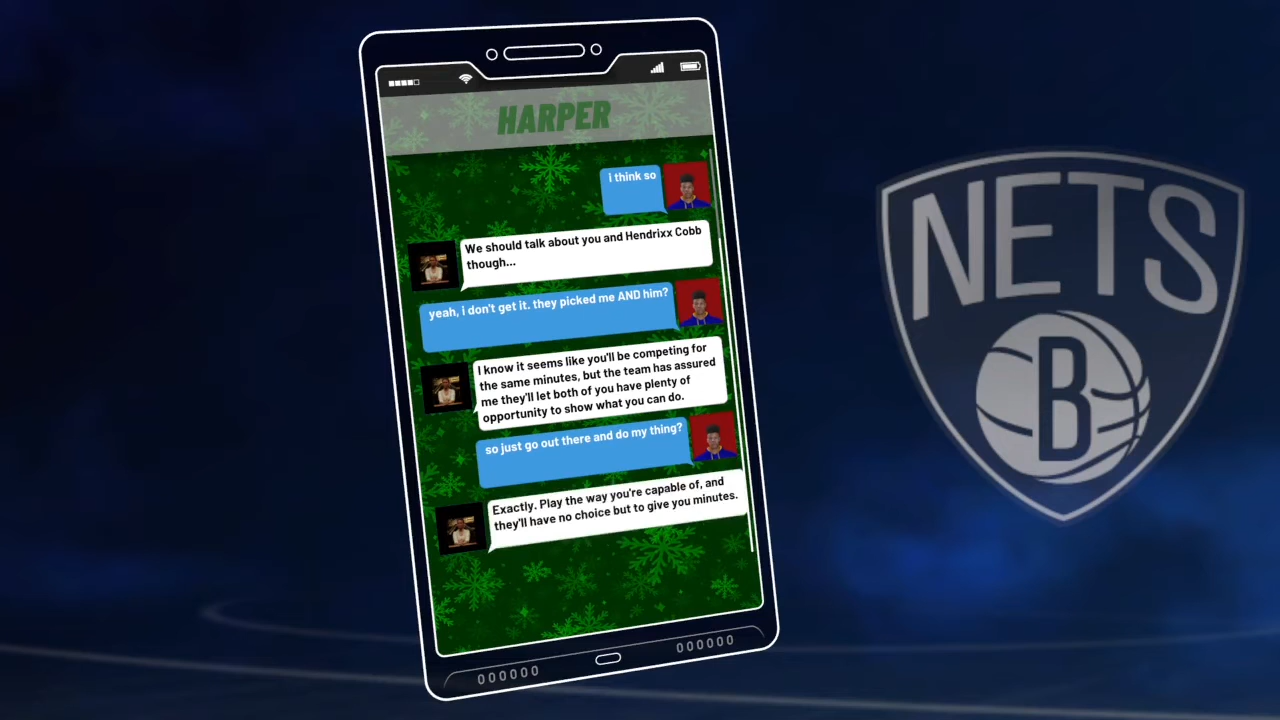 HARPER
i think so
We should talk about you and Hendrixx Cobb
though...
yeah, i don't get it. they picked me AND him?
I know it seems like you'll be competing for
the same minutes, but the team has assured
me they'll let both of you have plenty of
opportunity to show what you can do.
so just go out there and do my thing?
Exactly. Play the way you're capable of, and
they'll have no choice but to give you minutes.
NETS
B